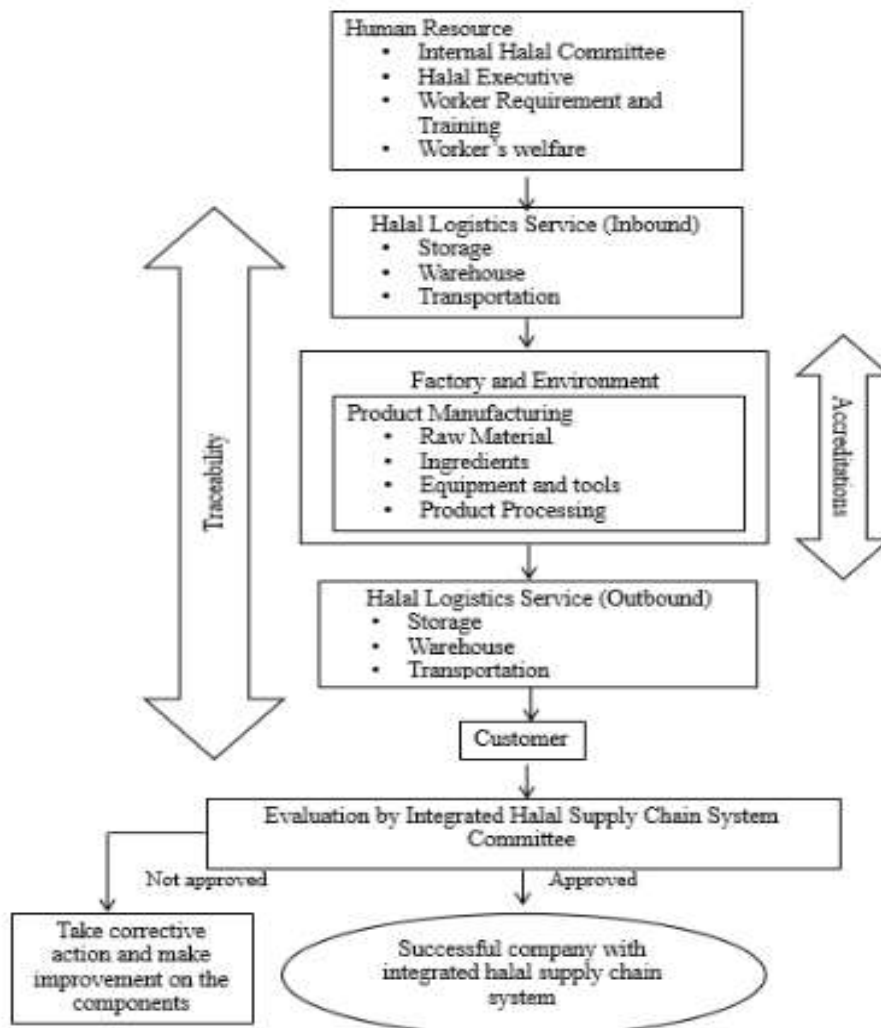 Human Resource
• Internal Halal Committee
• Halal Executive
• Worker Requirement and
Training
• Worker's welfare
Halal Logistics Service (Inbound)
• Storage
• Warehouse
• Transportation
Factory and Environment
Product Manufacturing
• Raw Material
• Ingredients
• Equipment and tools
• Product Processing
Traceability
Accreditations
Halal Logistics Service (Outbound)
• Storage
• Warehouse
• Transportation
Customer
Evaluation by Integrated Halal Supply Chain System
Committee
Not approved
Approved
Take corrective
action and make
improvement on the
components
Successful company with
integrated halal supply chain
system